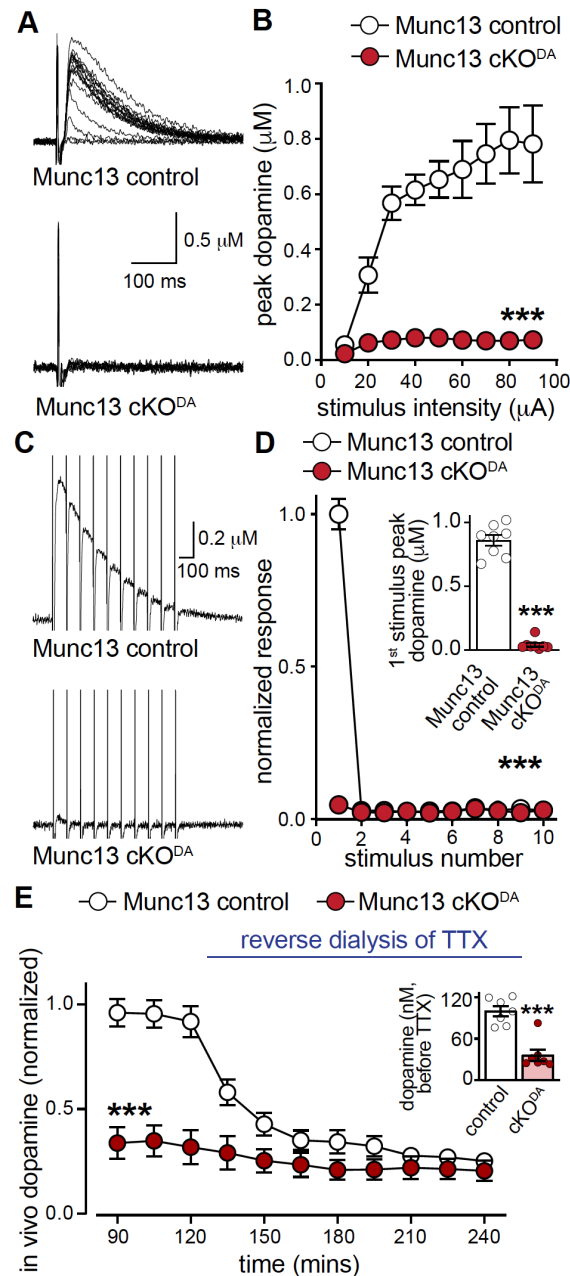 A
Munc13 control
0.5 μM
100 ms
Munc13 cKO^DA
B
Munc13 control
Munc13 cKO^DA
peak dopamine (μM)
1.0
0.8
0.6
0.4
0.2
0.0
***
0 20 40 60 80 100
stimulus intensity (μA)
C
0.2 μM
100 ms
Munc13 control
Munc13 cKO^DA
D
Munc13 control
Munc13 cKO^DA
normalized response
1.0
0.5
0.0
1st stimulus peak
dopamine (μM)
1.0
0.5
0.0
***
Munc13
control
Munc13
cKO^DA
***
0 2 4 6 8 10
stimulus number
E
Munc13 control
Munc13 cKO^DA
reverse dialysis of TTX
in vivo dopamine (normalized)
1.0
0.5
0.0
***
dopamine (nM,
before TTX)
120
60
0
***
control
cKO^DA
90 120 150 180 210 240
time (mins)